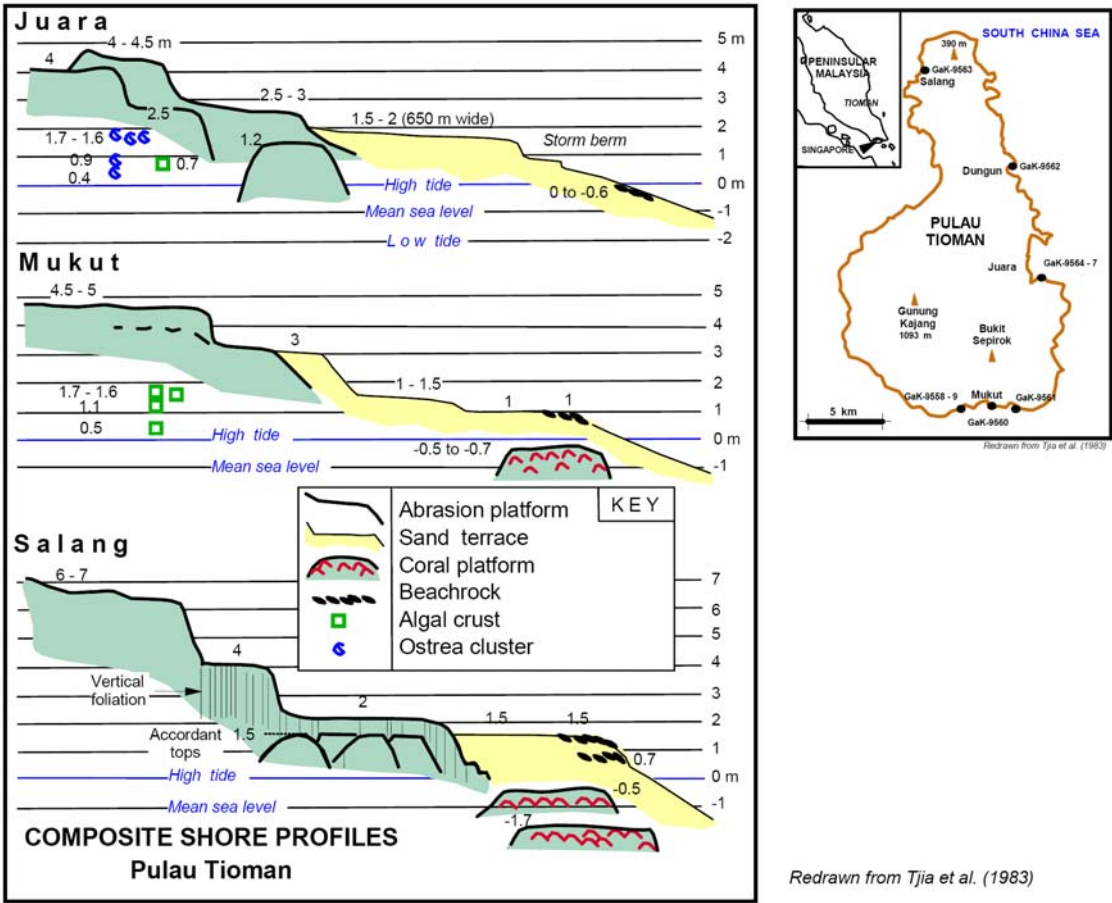 Juara
4 - 4.5 m
4
2.5 - 3
2.5
1.5 - 2 (650 m wide)
1.7 - 1.6
1.2
Storm berm
0.9
0.7
0.4
High tide
0 to -0.6
Mean sea level
Low tide
5 m
4
3
2
1
0 m
-1
-2
Mukut
4.5 - 5
3
1.7 - 1.6
1 - 1.5
1
1
1.1
0.5
High tide
-0.5 to -0.7
Mean sea level
5
4
3
2
1
0 m
-1
KEY
Abrasion platform
Sand terrace
Coral platform
Beachrock
Algal crust
Ostrea cluster
Salang
6 - 7
4
Vertical
foliation
2
1.5
1.5
Accordant
tops
1.5
0.7
High tide
-0.5
Mean sea level
-1.7
7
6
5
4
3
2
1
0 m
-1
COMPOSITE SHORE PROFILES
Pulau Tioman
SOUTH CHINA SEA
390 m
PENINSULAR
MALAYSIA
TIOMAN
SINGAPORE
GaK-9563
Salang
Dungun
GaK-9562
PULAU
TIOMAN
Juara
GaK-9564 - 7
Gunung
Kajang
1093 m
Bukit
Sepirok
GaK-9558 - 9
Mukut
GaK-9561
GaK-9560
5 km
Redrawn from Tjia et al. (1983)
Redrawn from Tjia et al. (1983)